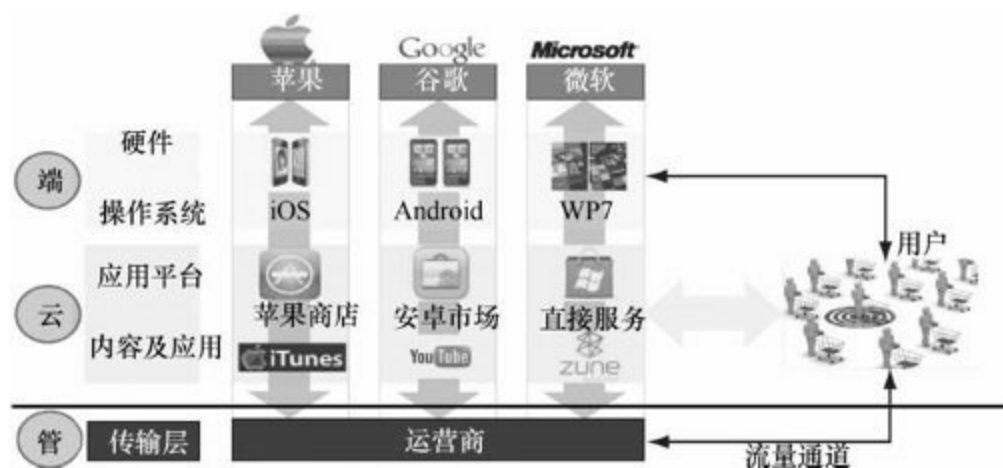 Google Microsoft
苹果 谷歌 微软
硬件
端
操作系统 iOS Android WP7
用户
应用平台
云 苹果商店 安卓市场 直接服务
内容及应用
iTunes YouTube zune
管 传输层 运营商
流量通道